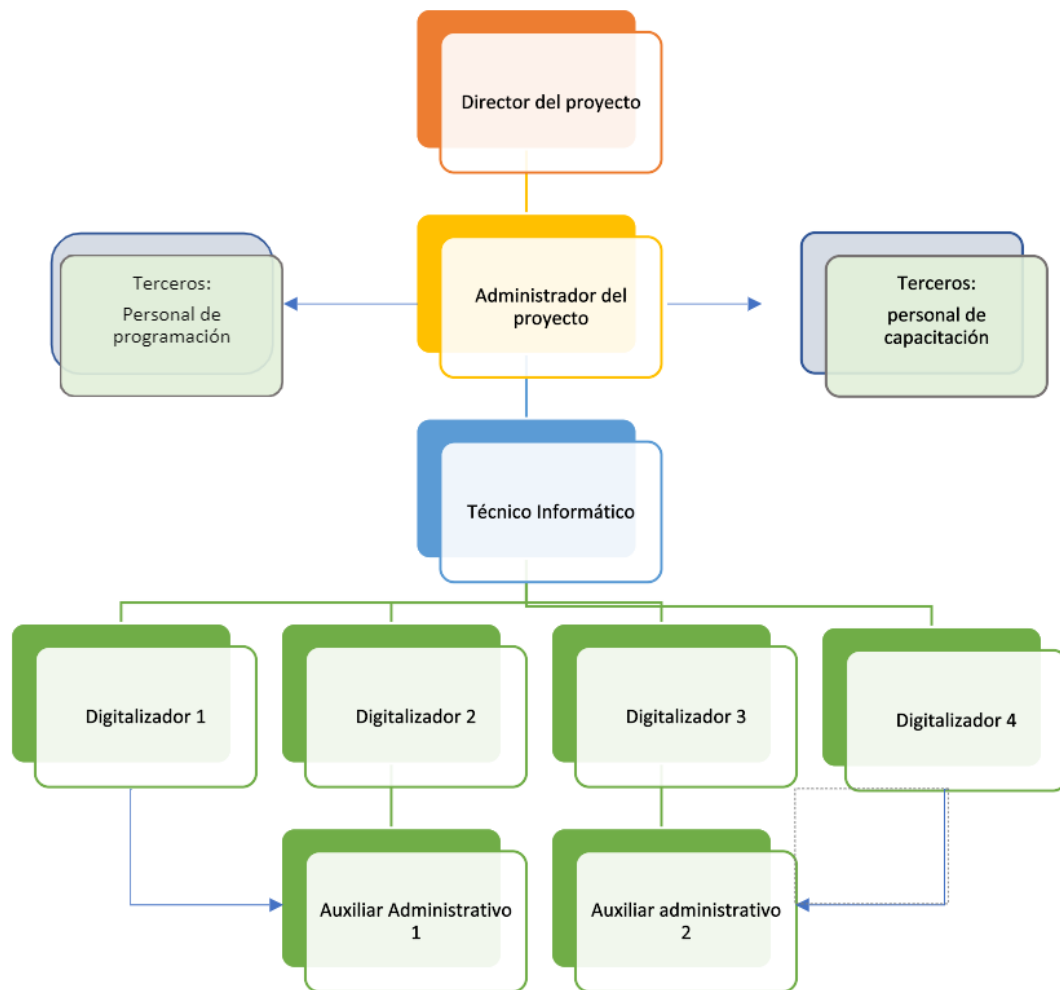 Director del proyecto
Terceros:
Personal de
programación
Administrador del
proyecto
Terceros:
personal de
capacitación
Técnico Informático
Digitalizador 1
Digitalizador 2
Digitalizador 3
Digitalizador 4
Auxiliar Administrativo
1
Auxiliar administrativo
2